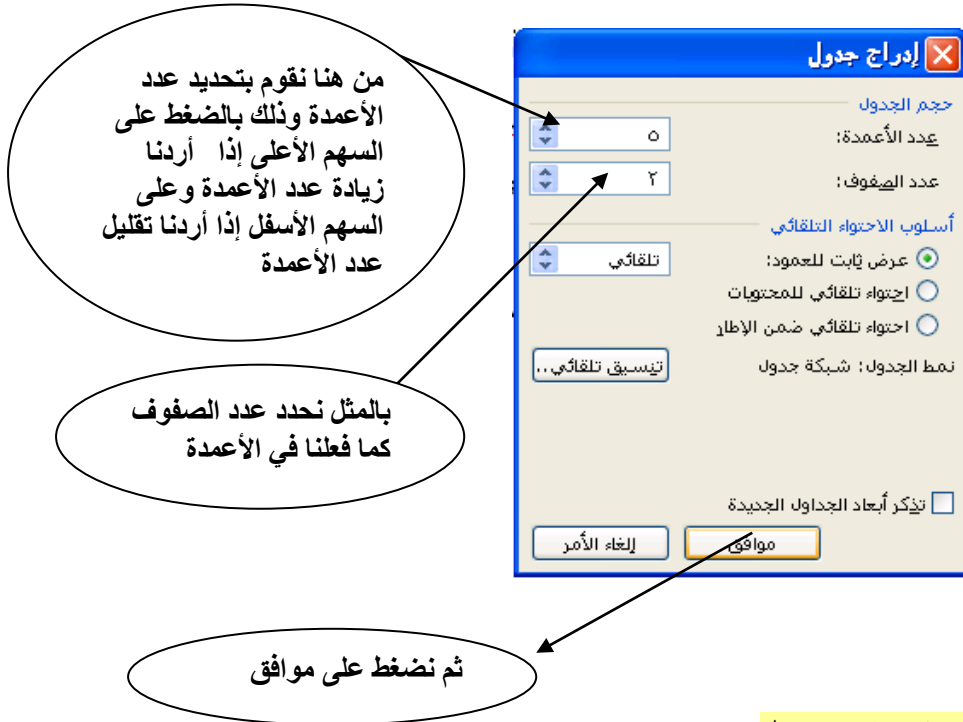 إدراج جدول
حجم الجدول
عدد الأعمدة:
٥
عدد الصفوف:
٢
أسلوب الاحتواء التلقائي
عرض ثابت للعمود:
تلقائي
احتواء تلقائي للمحتويات
احتواء تلقائي ضمن الإطار
نمط الجدول: شبكة جدول
تنسيق تلقائي..
تذكر أبعاد الجداول الجديدة
موافق
إلغاء الأمر
من هنا نقوم بتحديد عدد
الأعمدة وذلك بالضغط على
السهم الأعلى إذا أردنا
زيادة عدد الأعمدة وعلى
السهم الأسفل إذا أردنا تقليل
عدد الأعمدة
بالمثل نحدد عدد الصفوف
كما فعلنا في الأعمدة
ثم نضغط على موافق